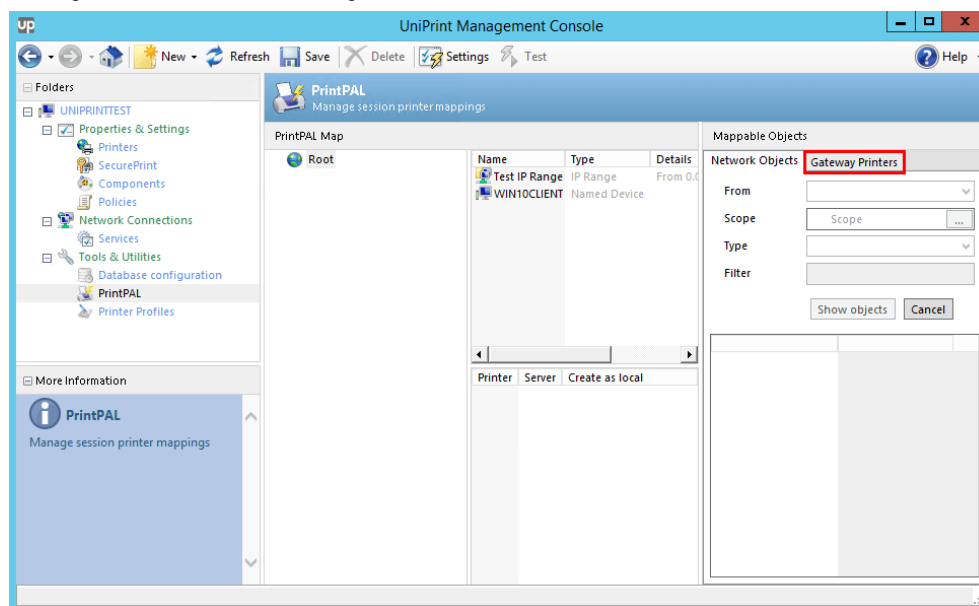 up UniPrint Management Console
New Refresh Save Delete Settings Test Help
Folders
UNIPRINTTEST
Properties & Settings
Printers
SecurePrint
Components
Policies
Network Connections
Services
Tools & Utilities
Database configuration
PrintPAL
Printer Profiles
More Information
PrintPAL
Manage session printer mappings
PrintPAL
Manage session printer mappings
PrintPAL Map
Root
Name Type Details
Test IP Range IP Range From 0.0
WIN10CLIENT Named Device
Printer Server Create as local
Mappable Objects
Network Objects Gateway Printers
From
Scope Scope ...
Type
Filter
Show objects Cancel